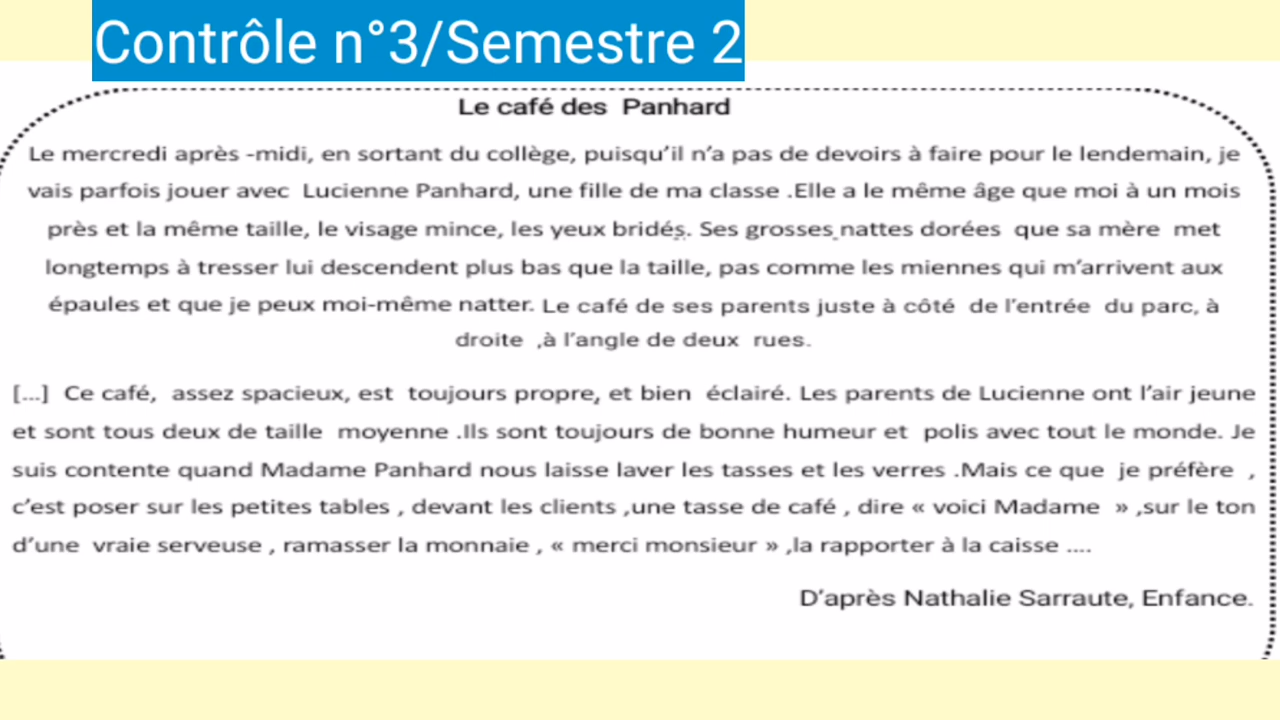 Contrôle n°3/Semestre 2
Le café des Panhard
Le mercredi après -midi, en sortant du collège, puisqu'il n'a pas de devoirs à faire pour le lendemain, je
vais parfois jouer avec Lucienne Panhard, une fille de ma classe .Elle a le même âge que moi à un mois
près et la même taille, le visage mince, les yeux bridés. Ses grosses nattes dorées que sa mère met
longtemps à tresser lui descendent plus bas que la taille, pas comme les miennes qui m'arrivent aux
épaules et que je peux moi-même natter. Le café de ses parents juste à côté de l'entrée du parc, à
droite ,à l'angle de deux rues.
[...] Ce café, assez spacieux, est toujours propre, et bien éclairé. Les parents de Lucienne ont l'air jeune
et sont tous deux de taille moyenne .Ils sont toujours de bonne humeur et polis avec tout le monde. Je
suis contente quand Madame Panhard nous laisse laver les tasses et les verres .Mais ce que je préfère ,
c'est poser sur les petites tables , devant les clients ,une tasse de café , dire « voici Madame » ,sur le ton
d'une vraie serveuse , ramasser la monnaie , « merci monsieur » ,la rapporter à la caisse ....
D'après Nathalie Sarraute, Enfance.